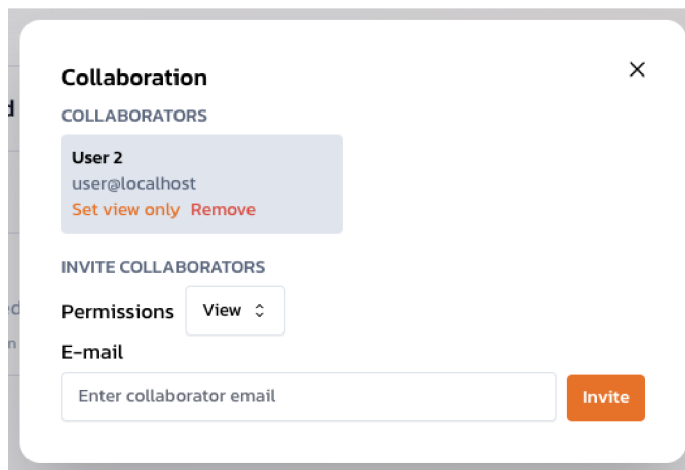 Collaboration
COLLABORATORS
User 2
user@localhost
Set view only Remove
INVITE COLLABORATORS
Permissions View
E-mail
Enter collaborator email
Invite